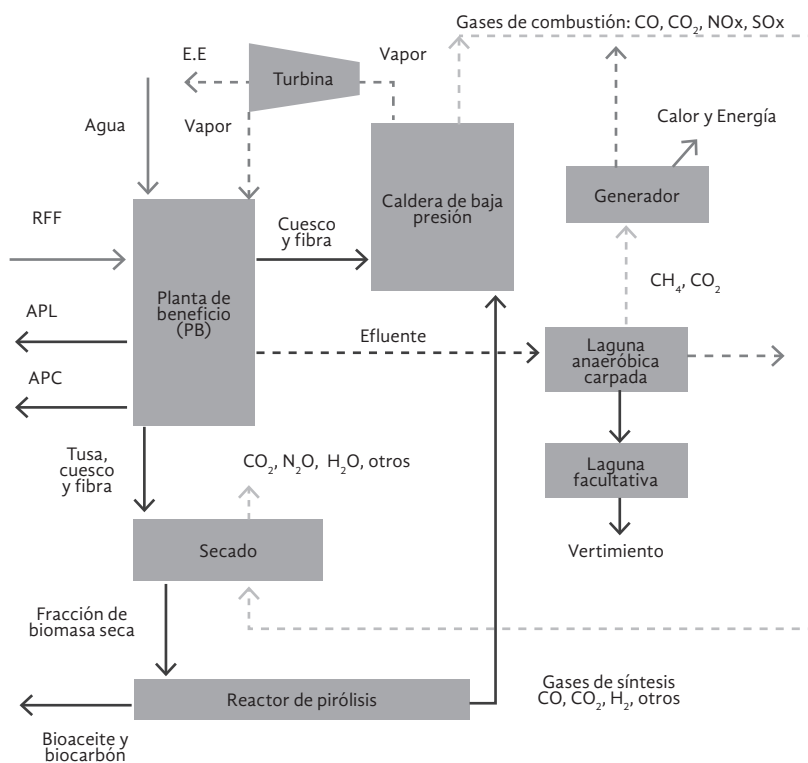 Gases de combustión: CO, CO₂, NOx, SOx
E.E
Vapor
Turbina
Agua
Vapor
Calor y Energía
Caldera de baja
presión
Generador
RFF
Cuesco
y fibra
CH₄, CO₂
Planta de
beneficio
(PB)
APL
Efluente
Laguna
anaeróbica
carpada
APC
Tusa,
cuesco
y fibra
CO₂, N₂O, H₂O, otros
Laguna
facultativa
Secado
Vertimiento
Fracción de
biomasa seca
Gases de síntesis
CO, CO₂, H₂, otros
Reactor de pirólisis
Bioaceite y
biocarbón